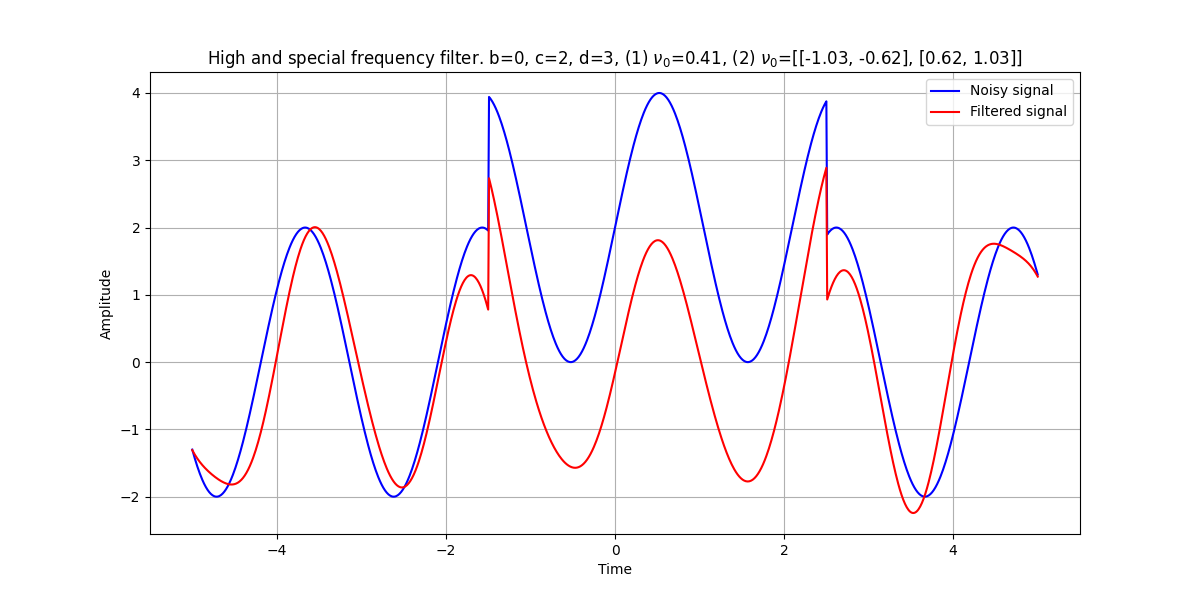 High and special frequency filter. b=0, c=2, d=3, (1) ν₀=0.41, (2) ν₀=[[-1.03, -0.62], [0.62, 1.03]]
Noisy signal
Filtered signal
Amplitude
4
3
2
1
0
−1
−2
−4
−2
0
2
4
Time